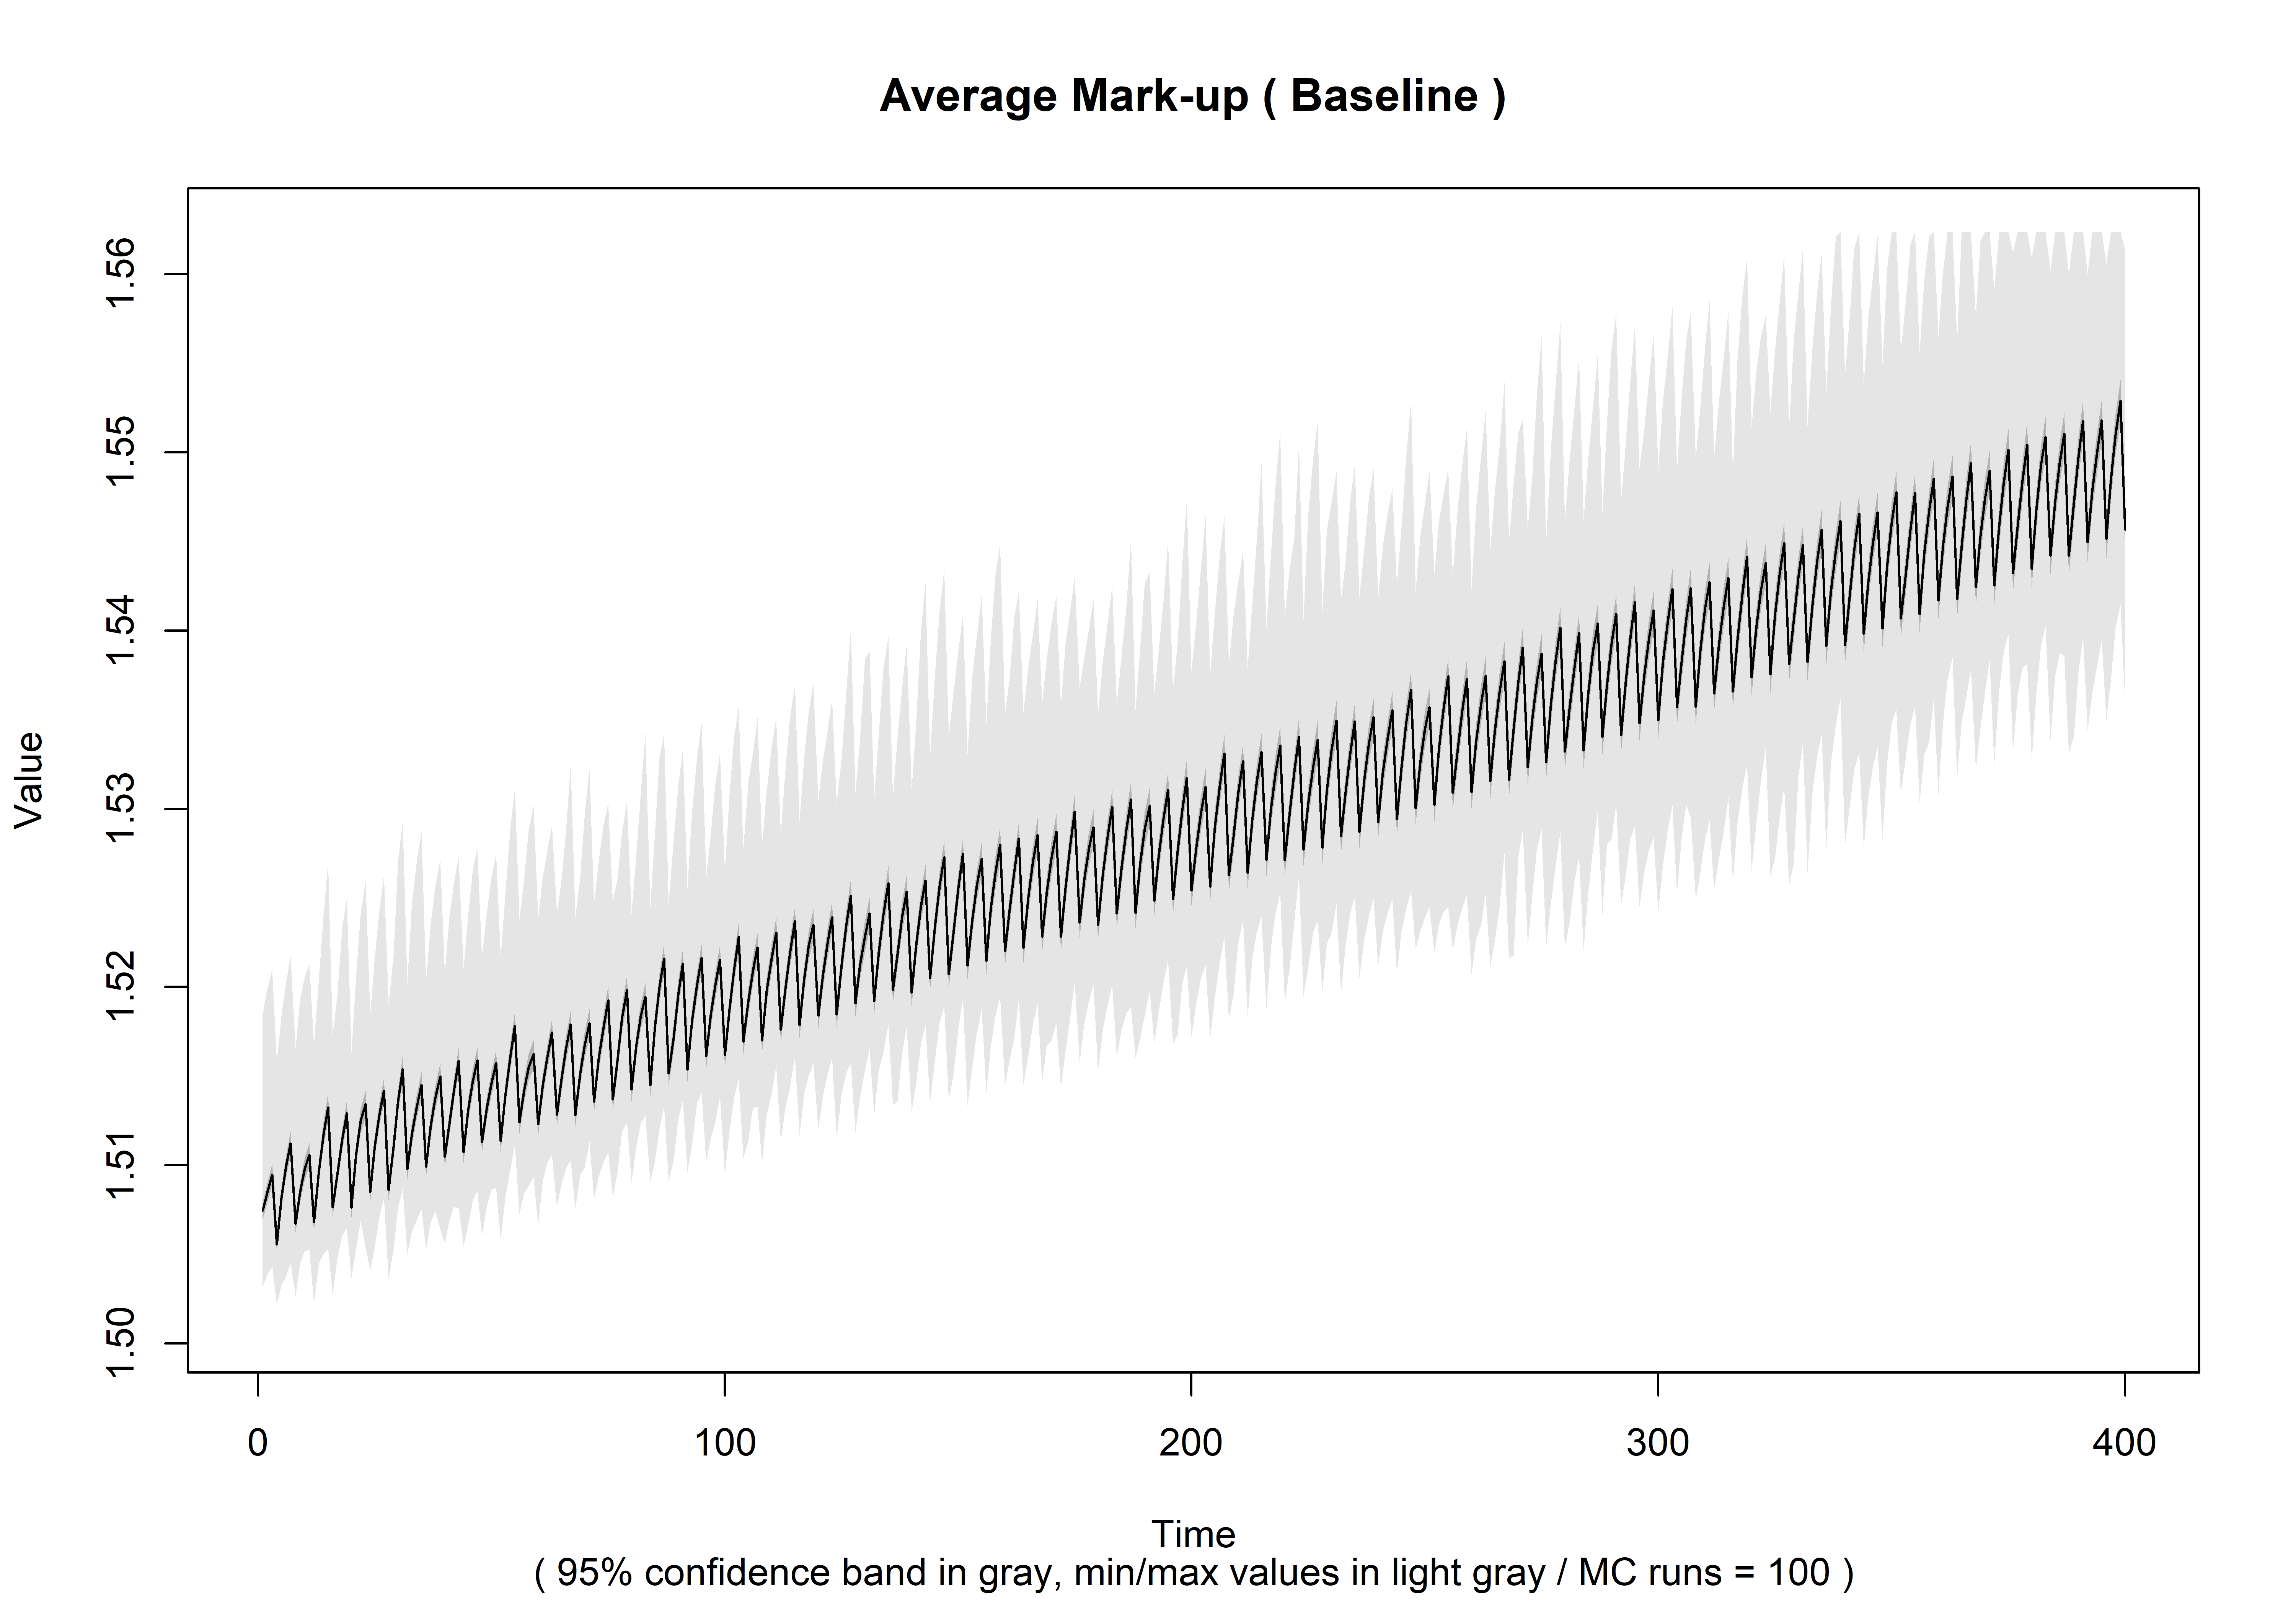 Average Mark-up ( Baseline )
Value
1.56
1.55
1.54
1.53
1.52
1.51
1.50
0 100 200 300 400
Time
( 95% confidence band in gray, min/max values in light gray / MC runs = 100 )